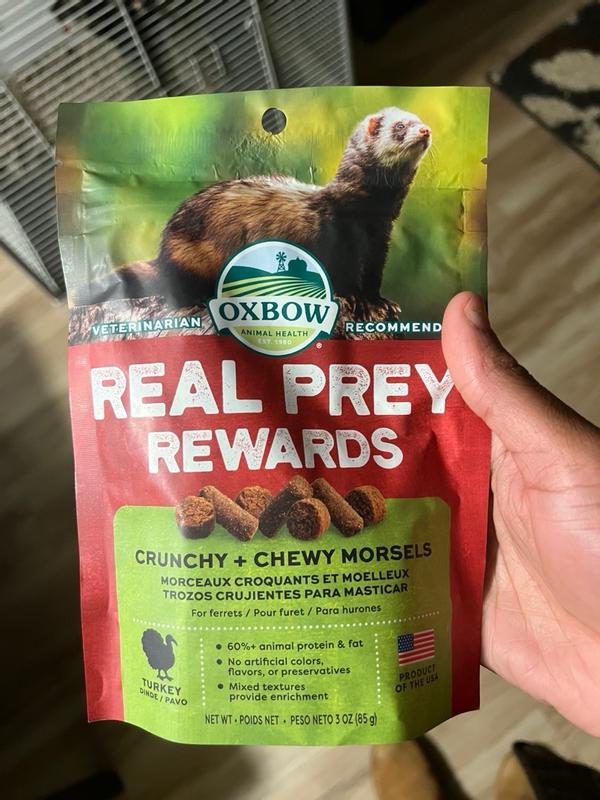 OXBOW
ANIMAL HEALTH
EST. 1980
VETERINARIAN RECOMMEND
REAL PREY
REWARDS
CRUNCHY + CHEWY MORSELS
MORCEAUX CROQUANTS ET MOELLEUX
TROZOS CRUJIENTES PARA MASTICAR
For ferrets / Pour furet / Para hurones
TURKEY
DINDE / PAVO
• 60%+ animal protein & fat
• No artificial colors,
flavors, or preservatives
• Mixed textures
provide enrichment
PRODUCT
OF THE USA
NET WT • POIDS NET • PESO NETO 3 OZ (85 g)